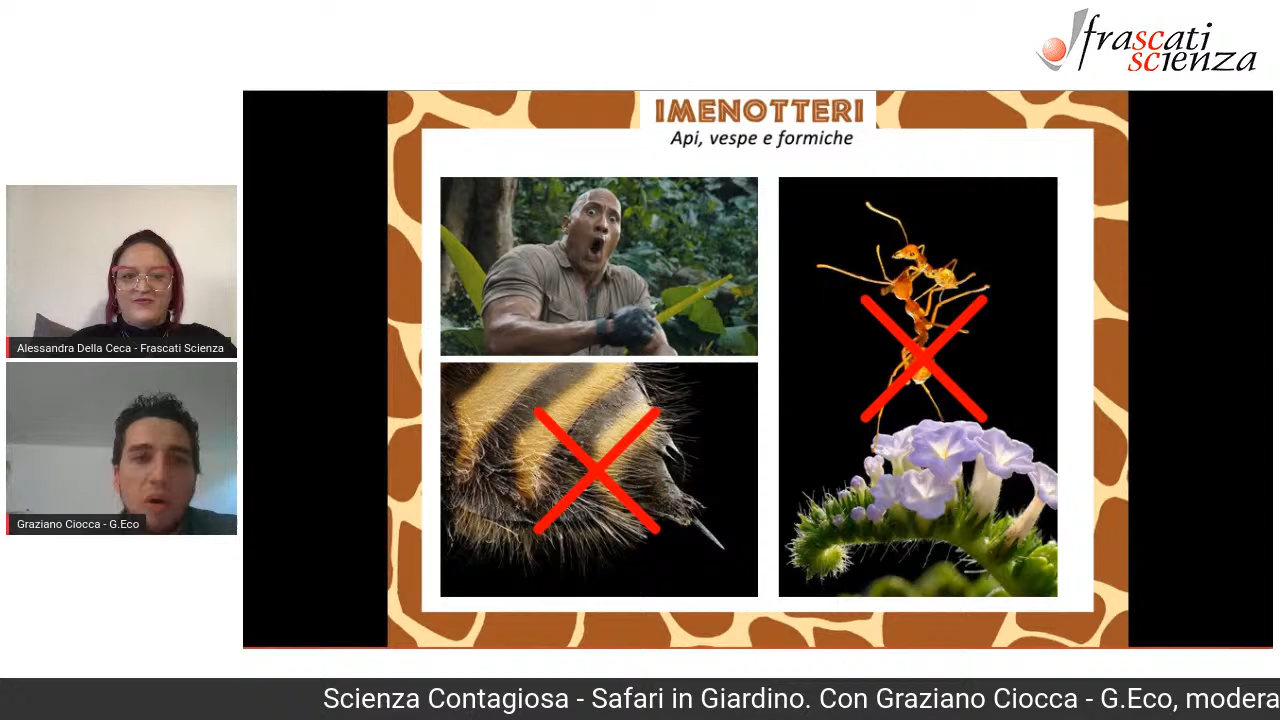 frascati
scienza
IMENOTTERI
Api, vespe e formiche
Alessandra Della Ceca - Frascati Scienza
Graziano Ciocca - G.Eco
Scienza Contagiosa - Safari in Giardino. Con Graziano Ciocca - G.Eco, modera